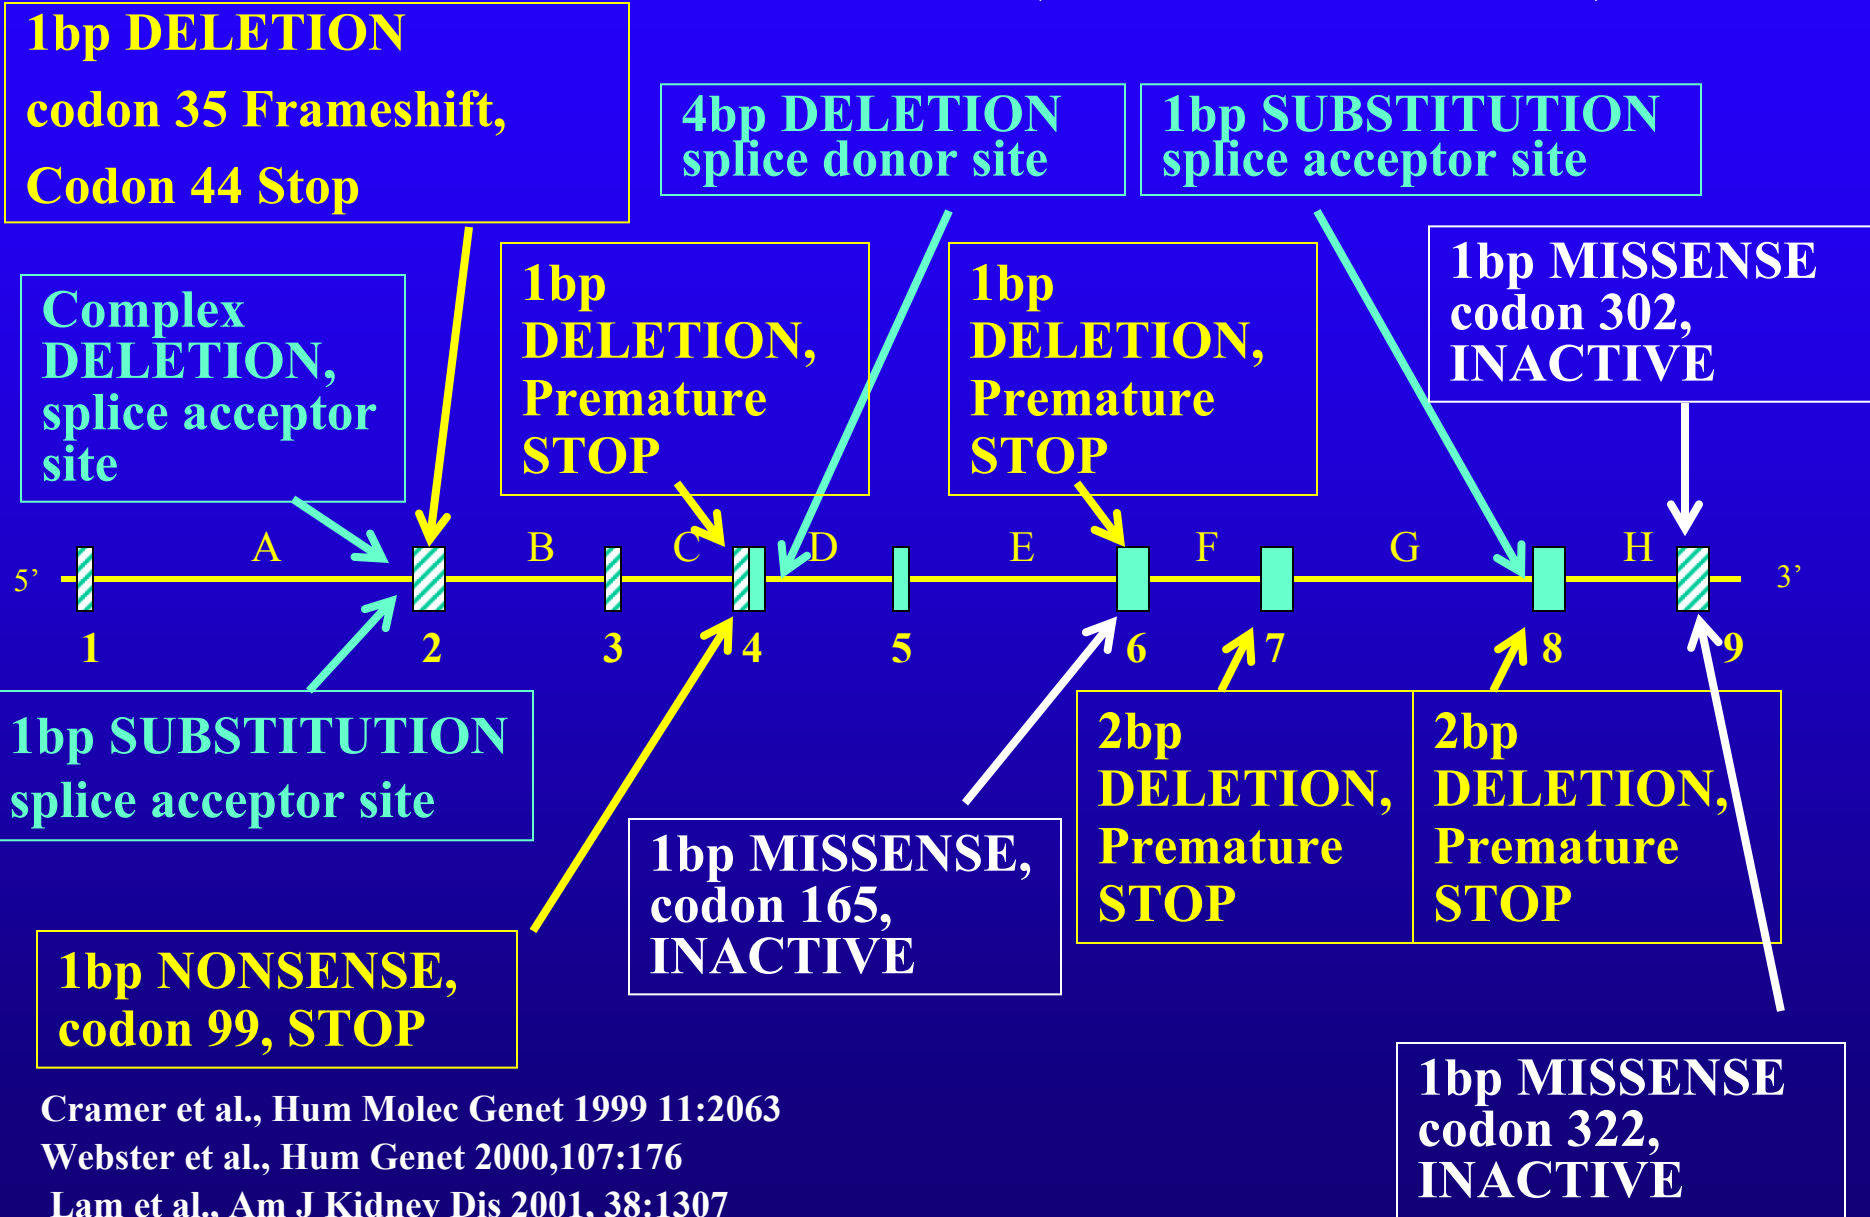 1bp DELETION
codon 35 Frameshift,
Codon 44 Stop
4bp DELETION
splice donor site
1bp SUBSTITUTION
splice acceptor site
1bp MISSENSE
codon 302,
INACTIVE
Complex
DELETION,
splice acceptor
site
1bp
DELETION,
Premature
STOP
1bp
DELETION,
Premature
STOP
A B C D E F G H
5’ 3’
1 2 3 4 5 6 7 8 9
1bp SUBSTITUTION
splice acceptor site
1bp MISSENSE,
codon 165,
INACTIVE
2bp
DELETION,
Premature
STOP
2bp
DELETION,
Premature
STOP
1bp NONSENSE,
codon 99, STOP
1bp MISSENSE
codon 322,
INACTIVE
Cramer et al., Hum Molec Genet 1999 11:2063
Webster et al., Hum Genet 2000,107:176
Lam et al., Am J Kidney Dis 2001, 38:1307